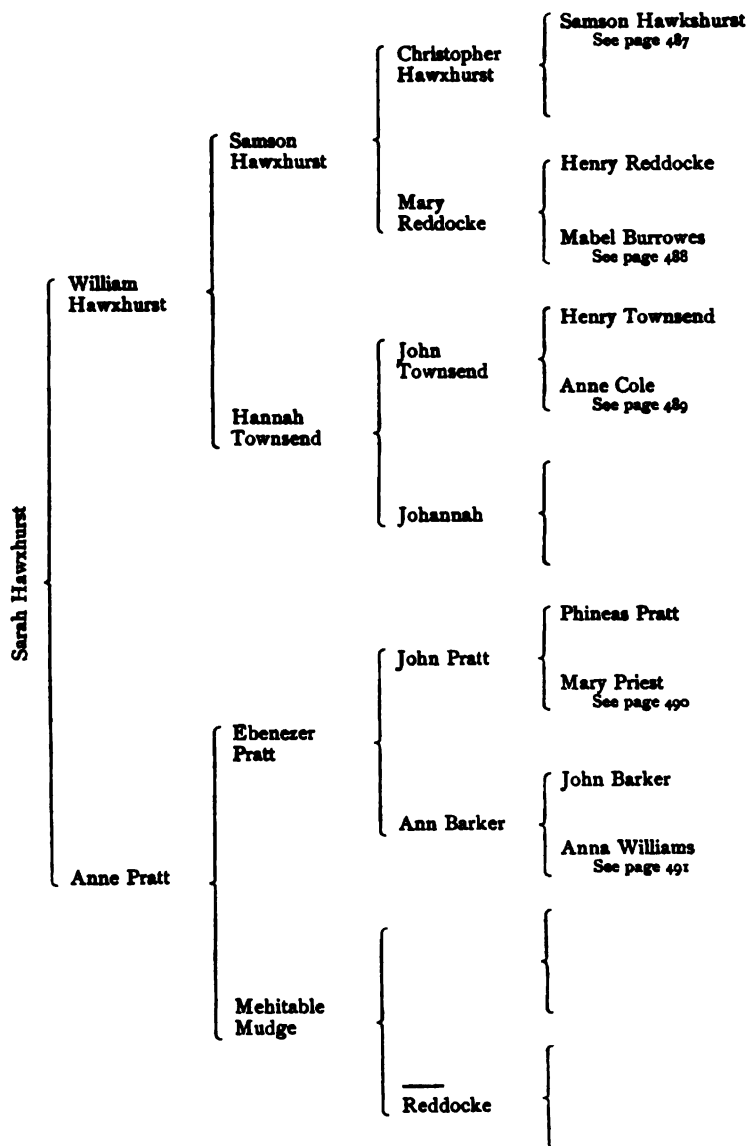 Sarah Hawxhurst
William
Hawxhurst
Anne Pratt
Samson
Hawxhurst
Hannah
Townsend
Ebenezer
Pratt
Mehitable
Mudge
Christopher
Hawxhurst
Mary
Reddocke
John
Townsend
Johannah
John Pratt
Ann Barker
Reddocke
Samson Hawkshurst
See page 487
Henry Reddocke
Mabel Burrowes
See page 488
Henry Townsend
Anne Cole
See page 489
Phineas Pratt
Mary Priest
See page 490
John Barker
Anna Williams
See page 491